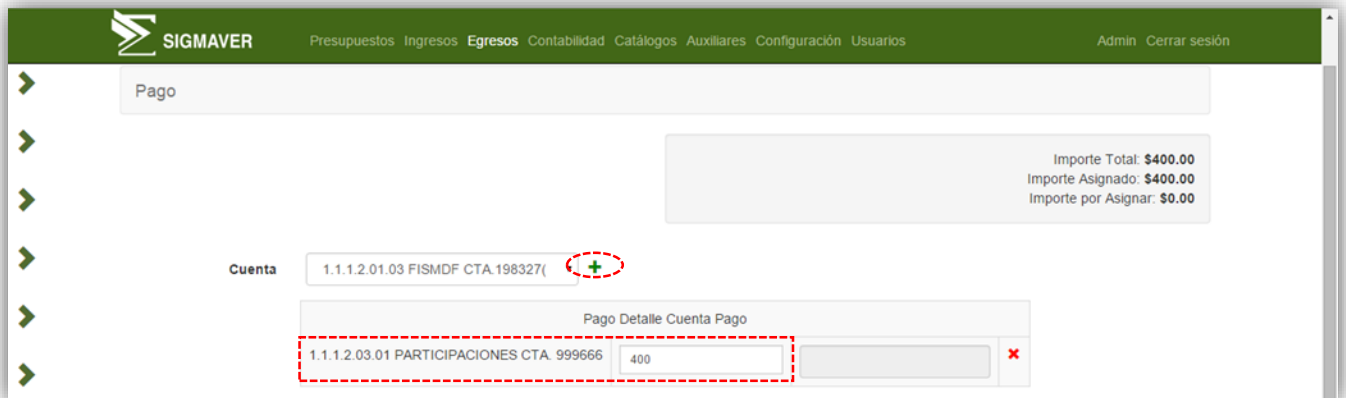 SIGMAVER Presupuestos Ingresos Egresos Contabilidad Catálogos Auxiliares Configuración Usuarios Admin Cerrar sesión
Pago
Importe Total: $400.00
Importe Asignado: $400.00
Importe por Asignar: $0.00
Cuenta 1.1.1.2.01.03 FISMDF CTA.198327(
Pago Detalle Cuenta Pago
1.1.1.2.03.01 PARTICIPACIONES CTA. 999666 400